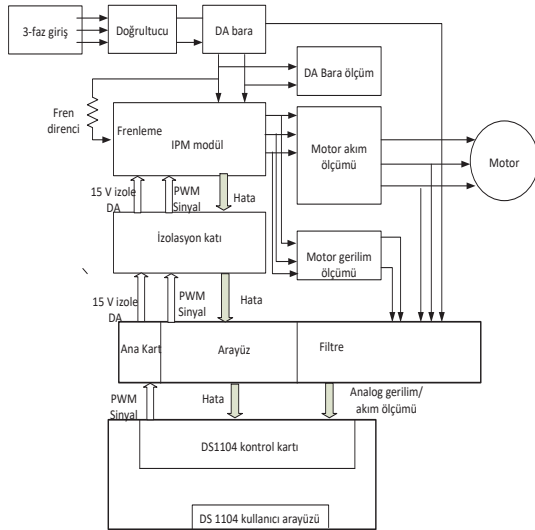 3-faz giriş
Doğrultucu
DA bara
DA Bara ölçüm
Fren
direnci
Frenleme
IPM modül
Motor akım
ölçümü
Motor
15 V izole
DA
PWM
Sinyal
Hata
İzolasyon katı
Motor gerilim
ölçümü
15 V izole
DA
PWM
Sinyal
Hata
Ana Kart
Arayüz
Filtre
PWM
Sinyal
Hata
Analog gerilim/
akım ölçümü
DS1104 kontrol kartı
DS 1104 kullanıcı arayüzü